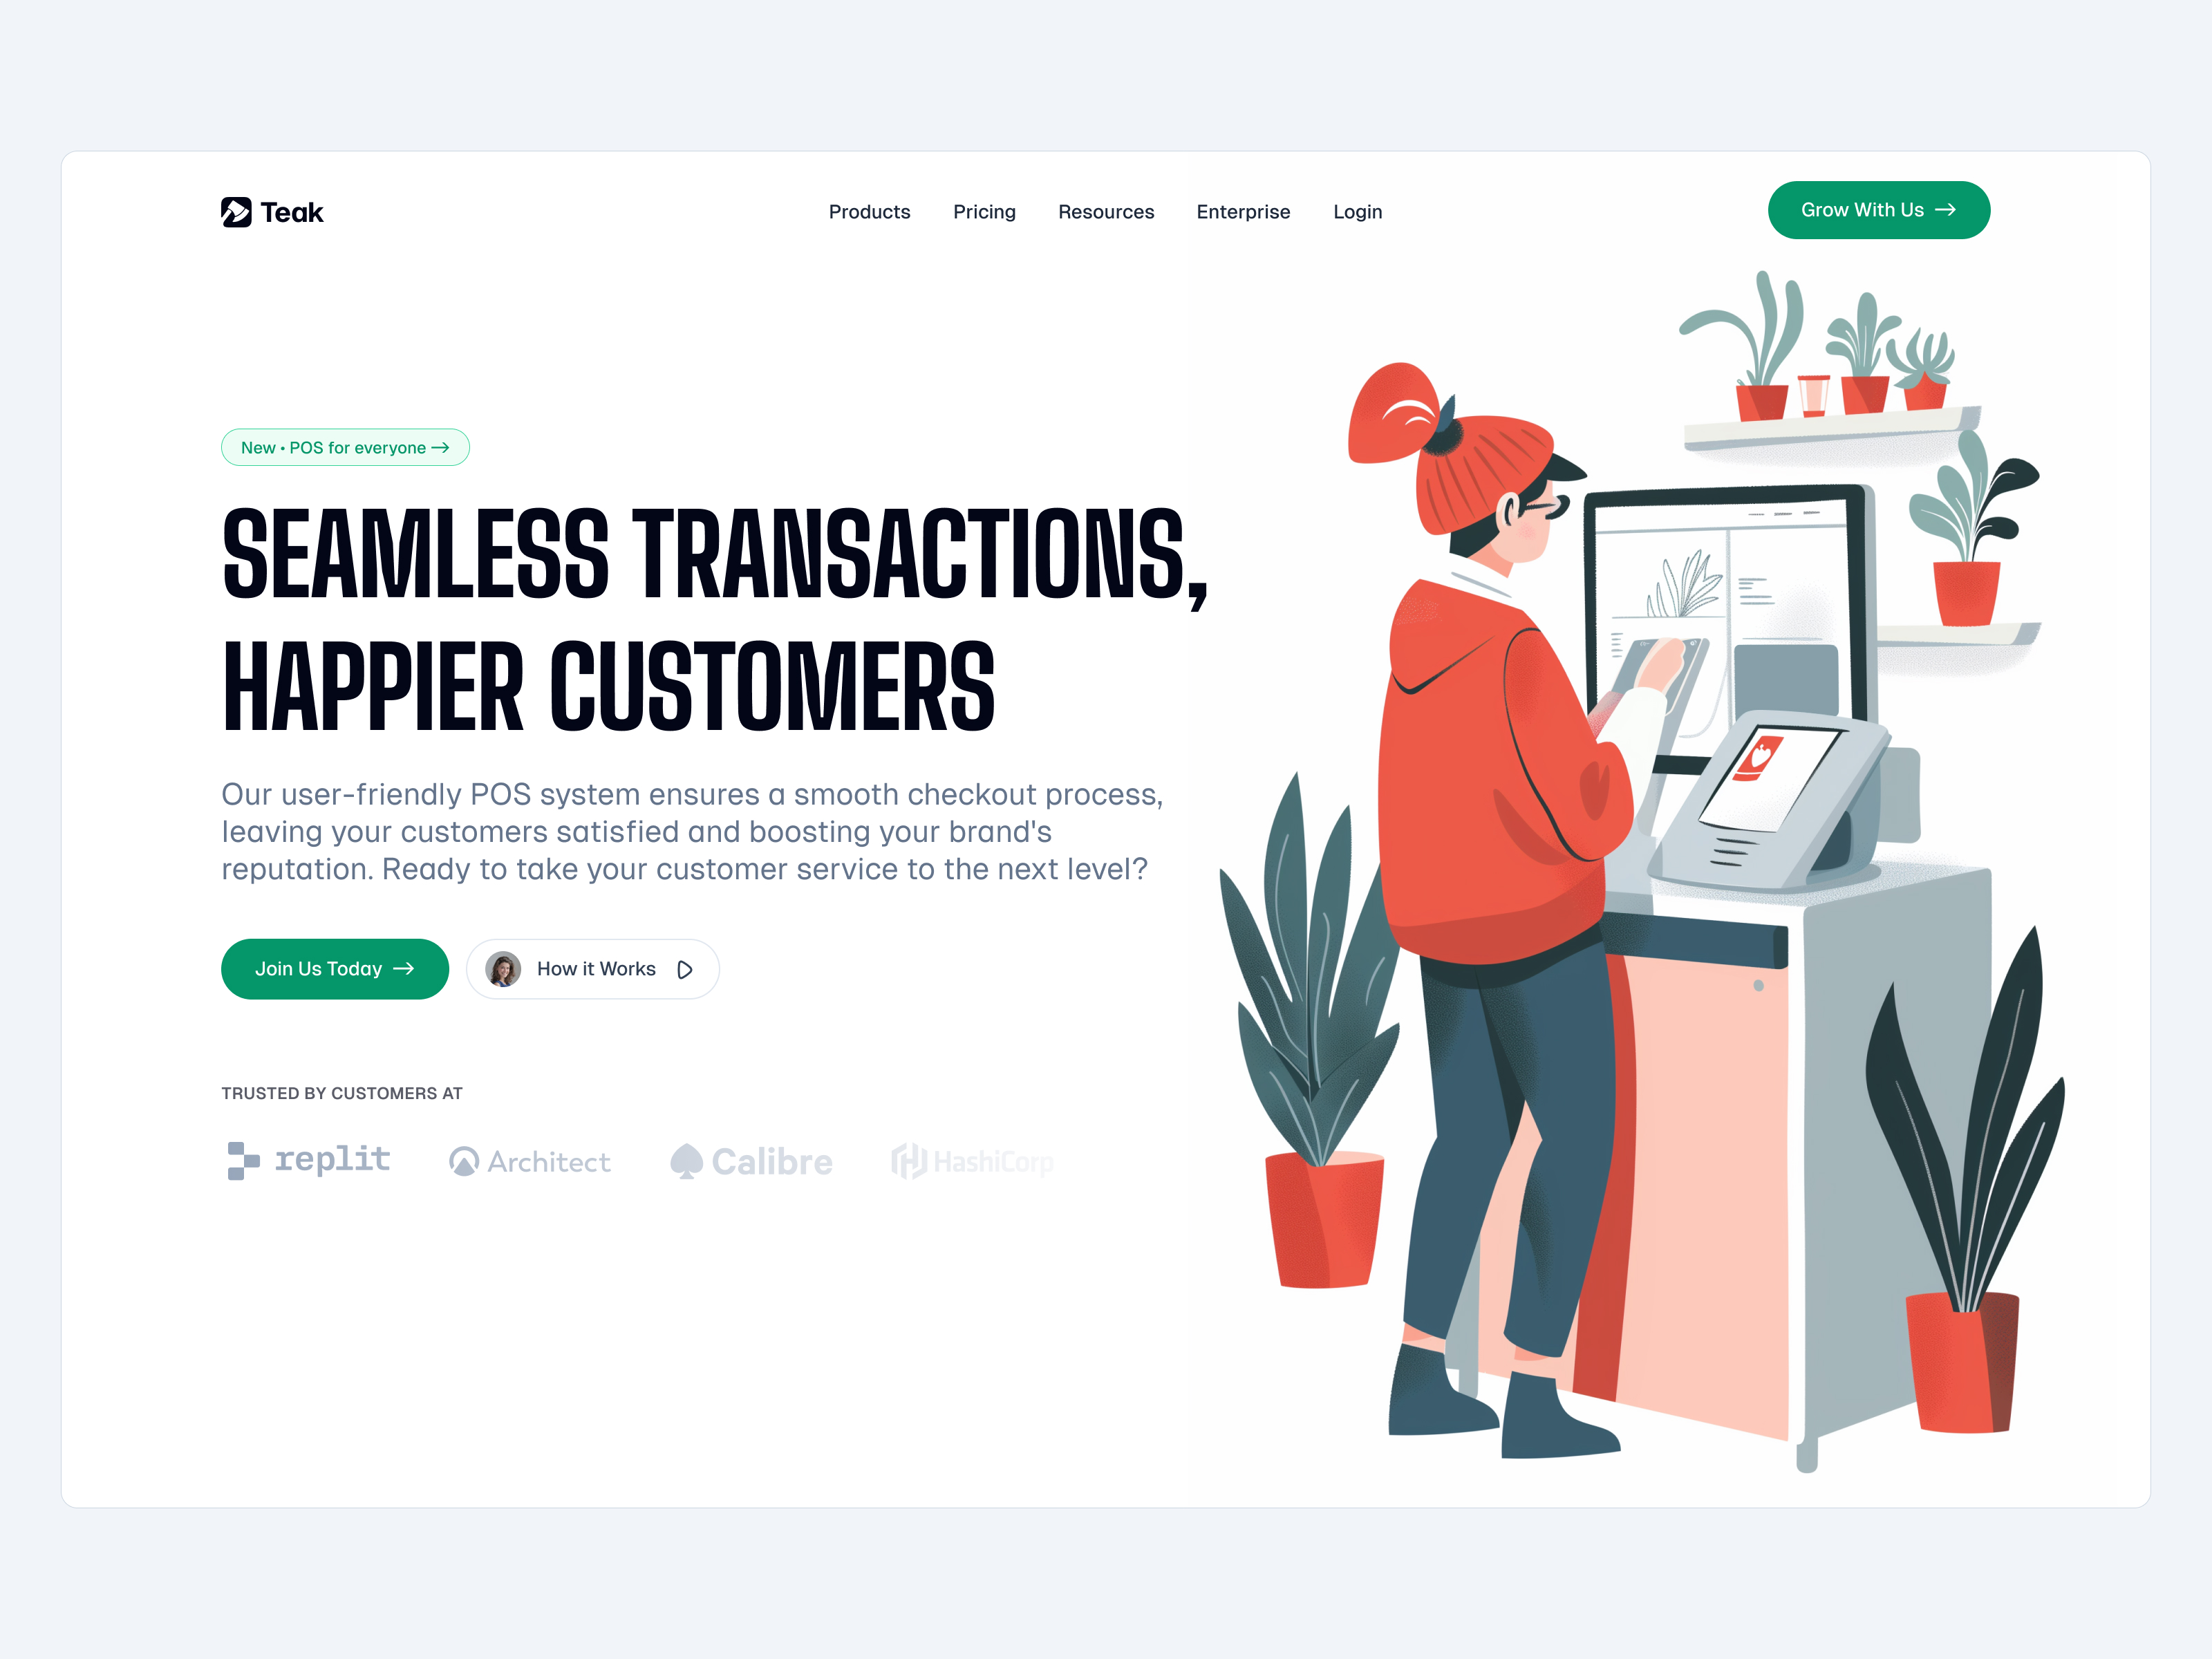 Teak
Products Pricing Resources Enterprise Login
Grow With Us →
New • POS for everyone →
SEAMLESS TRANSACTIONS,
HAPPIER CUSTOMERS
Our user-friendly POS system ensures a smooth checkout process,
leaving your customers satisfied and boosting your brand's
reputation. Ready to take your customer service to the next level?
Join Us Today →
How it Works
TRUSTED BY CUSTOMERS AT
replit
Architect
Calibre
HashiCorp